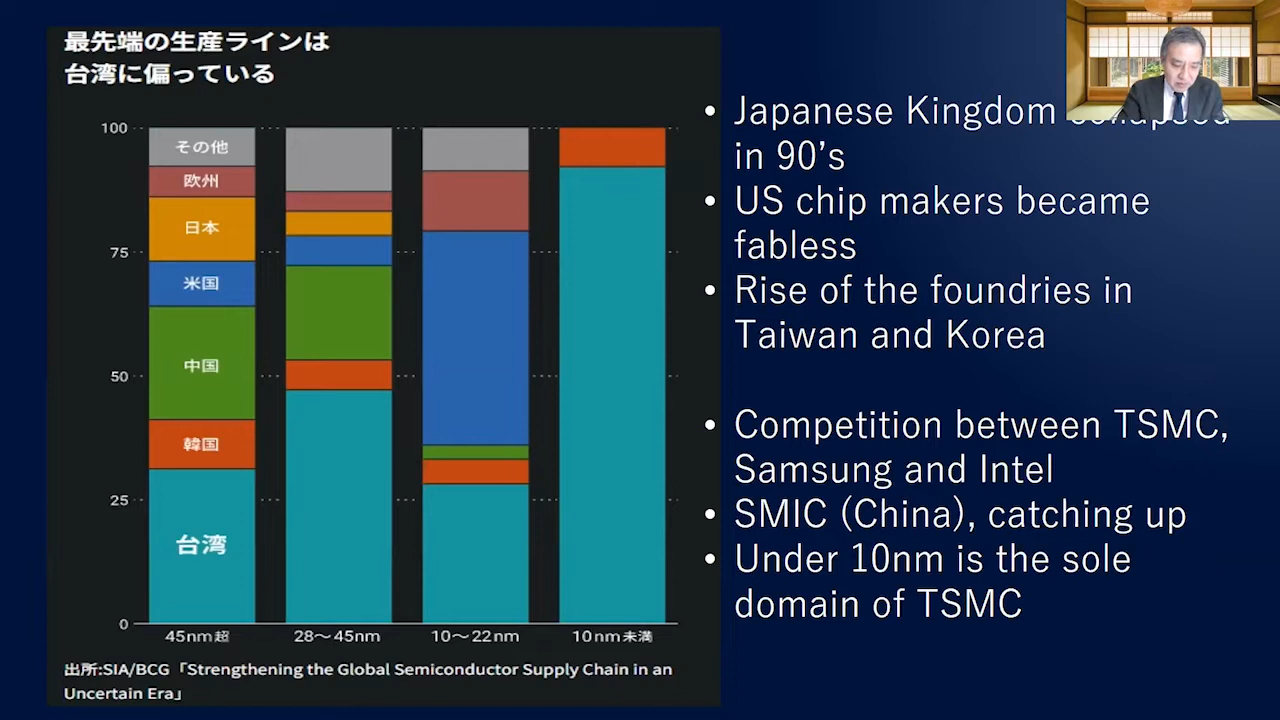 最先端の生産ラインは
台湾に偏っている
100
75
50
25
0
その他
欧州
日本
米国
中国
韓国
台湾
45nm超
28〜45nm
10〜22nm
10nm未満
出所:SIA/BCG「Strengthening the Global Semiconductor Supply Chain in an
Uncertain Era」
• Japanese Kingdom collapsed
in 90's
• US chip makers became
fabless
• Rise of the foundries in
Taiwan and Korea
• Competition between TSMC,
Samsung and Intel
• SMIC (China), catching up
• Under 10nm is the sole
domain of TSMC